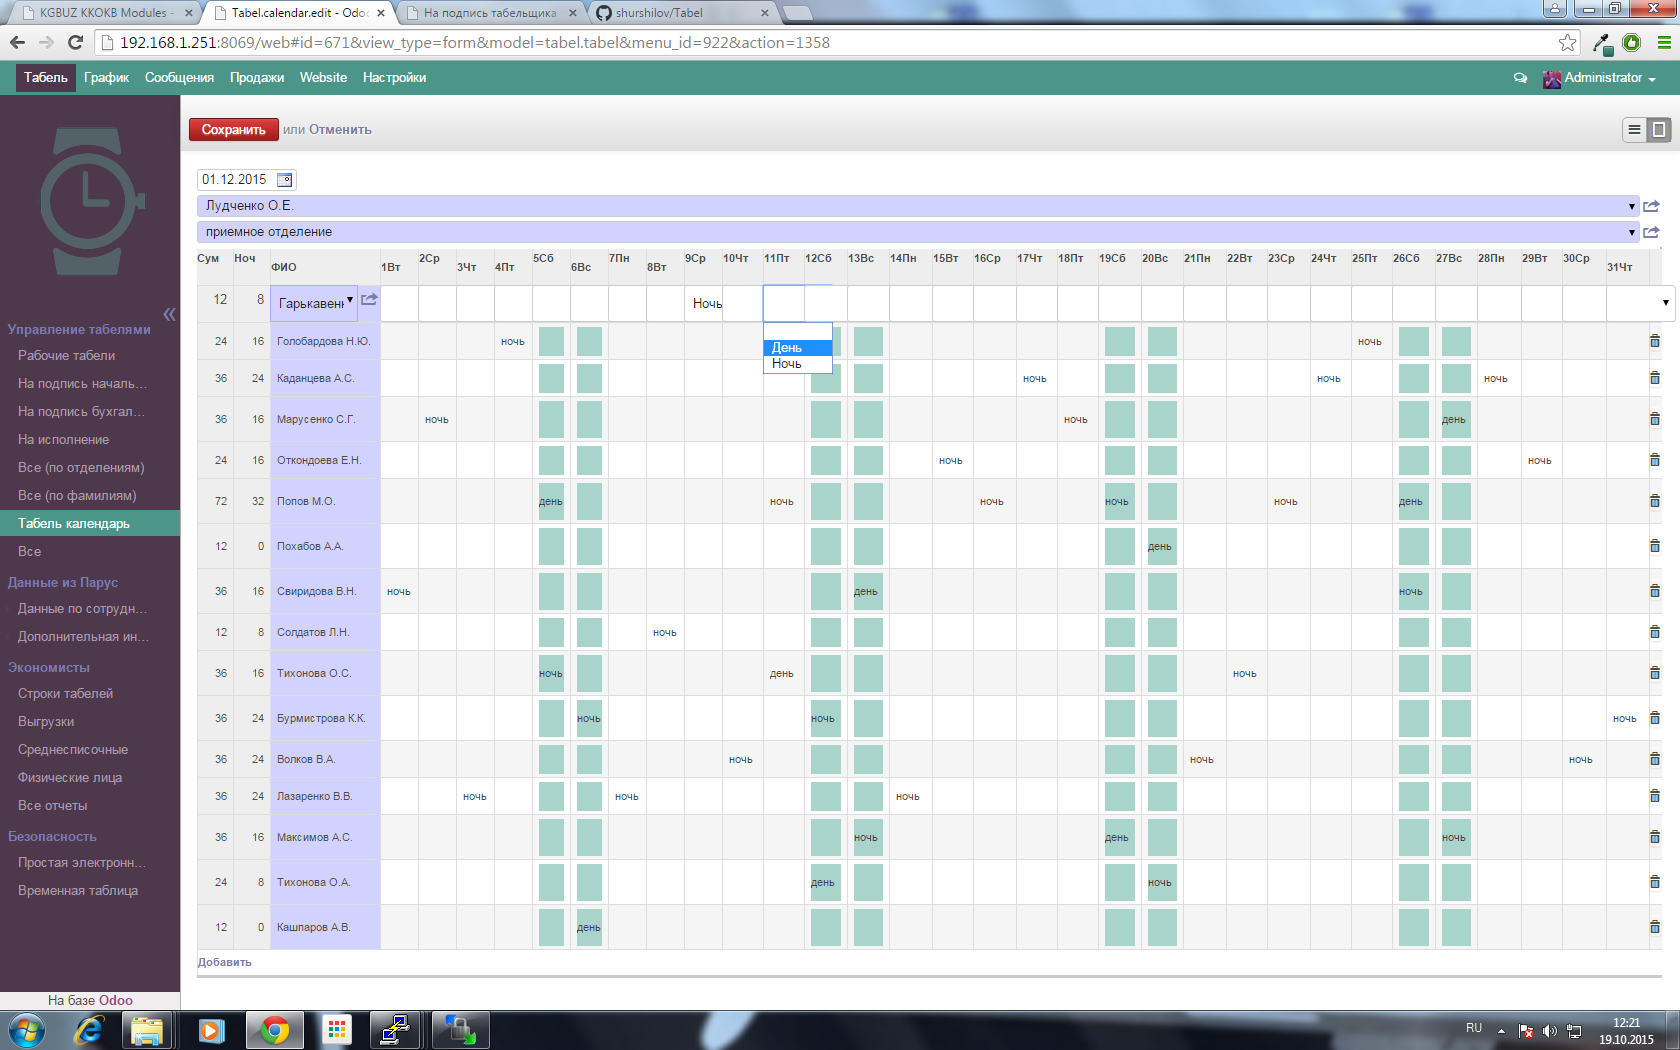 KGBUZ KKOKB Modules -
Tabel.calendar.edit - Odoo
На подпись табельщика
shurshilov/Tabel
192.168.1.251:8069/web#id=671&view_type=form&model=tabel.tabel&menu_id=922&action=1358
Табель График Сообщения Продажи Website Настройки
Administrator
Сохранить или Отменить
01.12.2015
Лудченко О.Е.
приемное отделение
Управление табелями
Рабочие табели
На подпись началь...
На подпись бухгал...
На исполнение
Все (по отделениям)
Все (по фамилиям)
Табель календарь
Все
Данные из Парус
Данные по сотрудн...
Дополнительная ин...
Экономисты
Строки табелей
Выгрузки
Среднесписочные
Физические лица
Все отчеты
Безопасность
Простая электронн...
Временная таблица
На базе Odoo
Сум Ноч ФИО 1Вт 2Ср 3Чт 4Пт 5Сб 6Вс 7Пн 8Вт 9Ср 10Чт 11Пт 12Сб 13Вс 14Пн 15Вт 16Ср 17Чт 18Пт 19Сб 20Вс 21Пн 22Вт 23Ср 24Чт 25Пт 26Сб 27Вс 28Пн 29Вт 30Ср 31Чт
12 8 Гарькавен Ночь
День
Ночь
24 16 Голобардова Н.Ю. ночь ночь
36 24 Каданцева А.С. ночь ночь ночь
36 16 Марусенко С.Г. ночь ночь день
24 16 Откондоева Е.Н. ночь ночь
72 32 Попов М.О. день ночь ночь ночь ночь день
12 0 Похабов А.А. день
36 16 Свиридова В.Н. ночь день ночь
12 8 Солдатов Л.Н. ночь
36 16 Тихонова О.С. ночь день ночь
36 24 Бурмистрова К.К. ночь ночь ночь
36 24 Волков В.А. ночь ночь ночь
36 24 Лазаренко В.В. ночь ночь ночь
36 16 Максимов А.С. ночь день ночь
24 8 Тихонова О.А. день ночь
12 0 Кашпаров А.В. день
Добавить
RU
12:21
19.10.2015